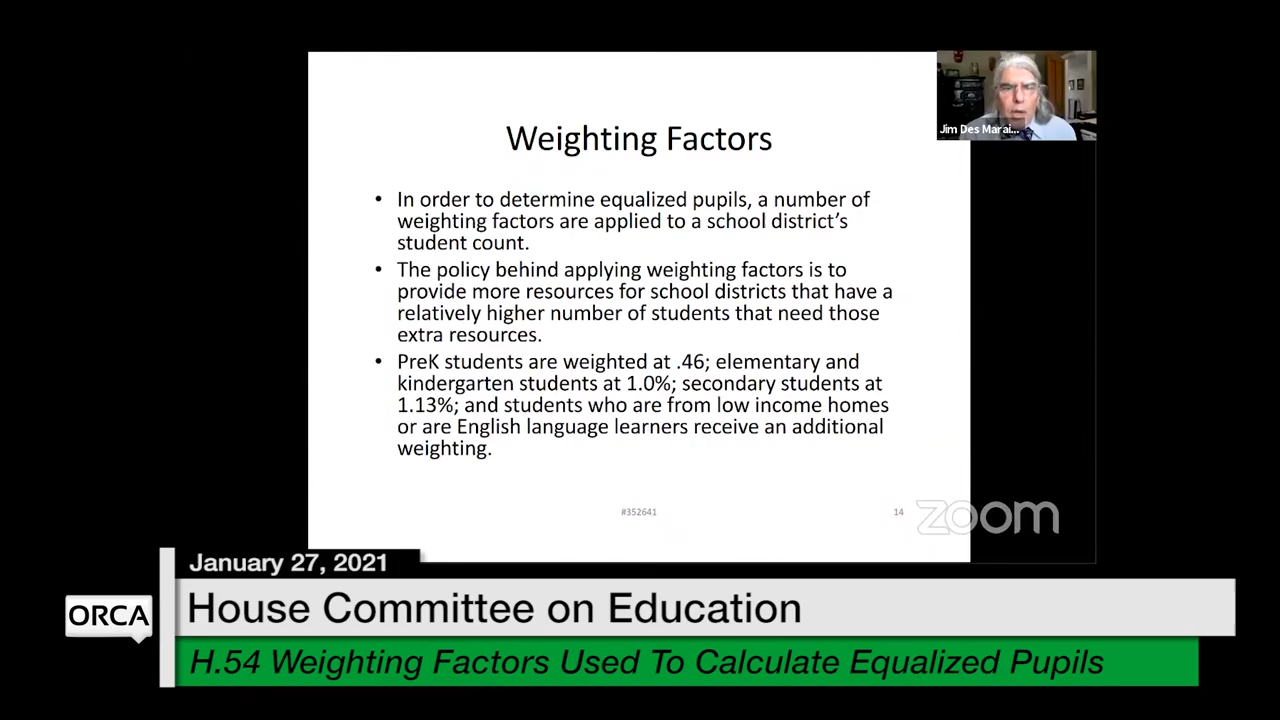 Jim Des Marai...
Weighting Factors
• In order to determine equalized pupils, a number of
weighting factors are applied to a school district's
student count.
• The policy behind applying weighting factors is to
provide more resources for school districts that have a
relatively higher number of students that need those
extra resources.
• PreK students are weighted at .46; elementary and
kindergarten students at 1.0%; secondary students at
1.13%; and students who are from low income homes
or are English language learners receive an additional
weighting.
#352641
14
zoom
January 27, 2021
ORCA
House Committee on Education
H.54 Weighting Factors Used To Calculate Equalized Pupils